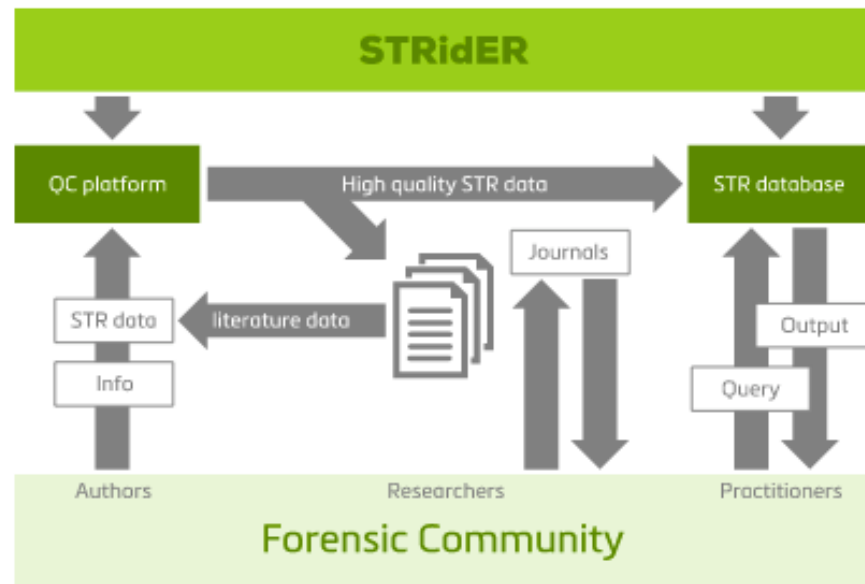 STRidER
QC platform
High quality STR data
STR database
Journals
STR data
literature data
Output
Info
Query
Authors
Researchers
Practitioners
Forensic Community